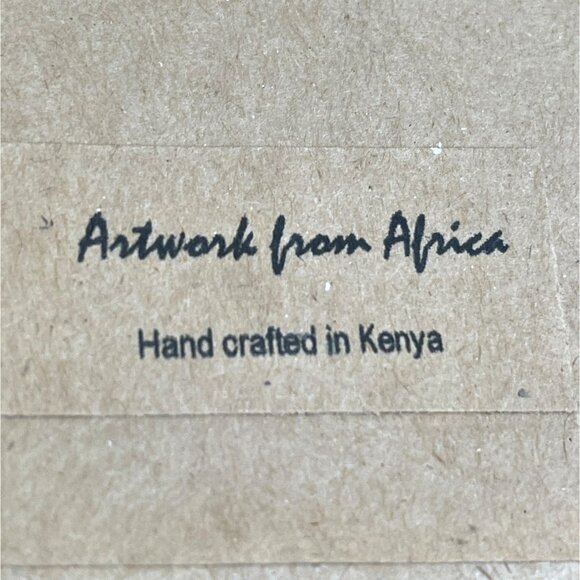 Artwork from Africa
Hand crafted in Kenya